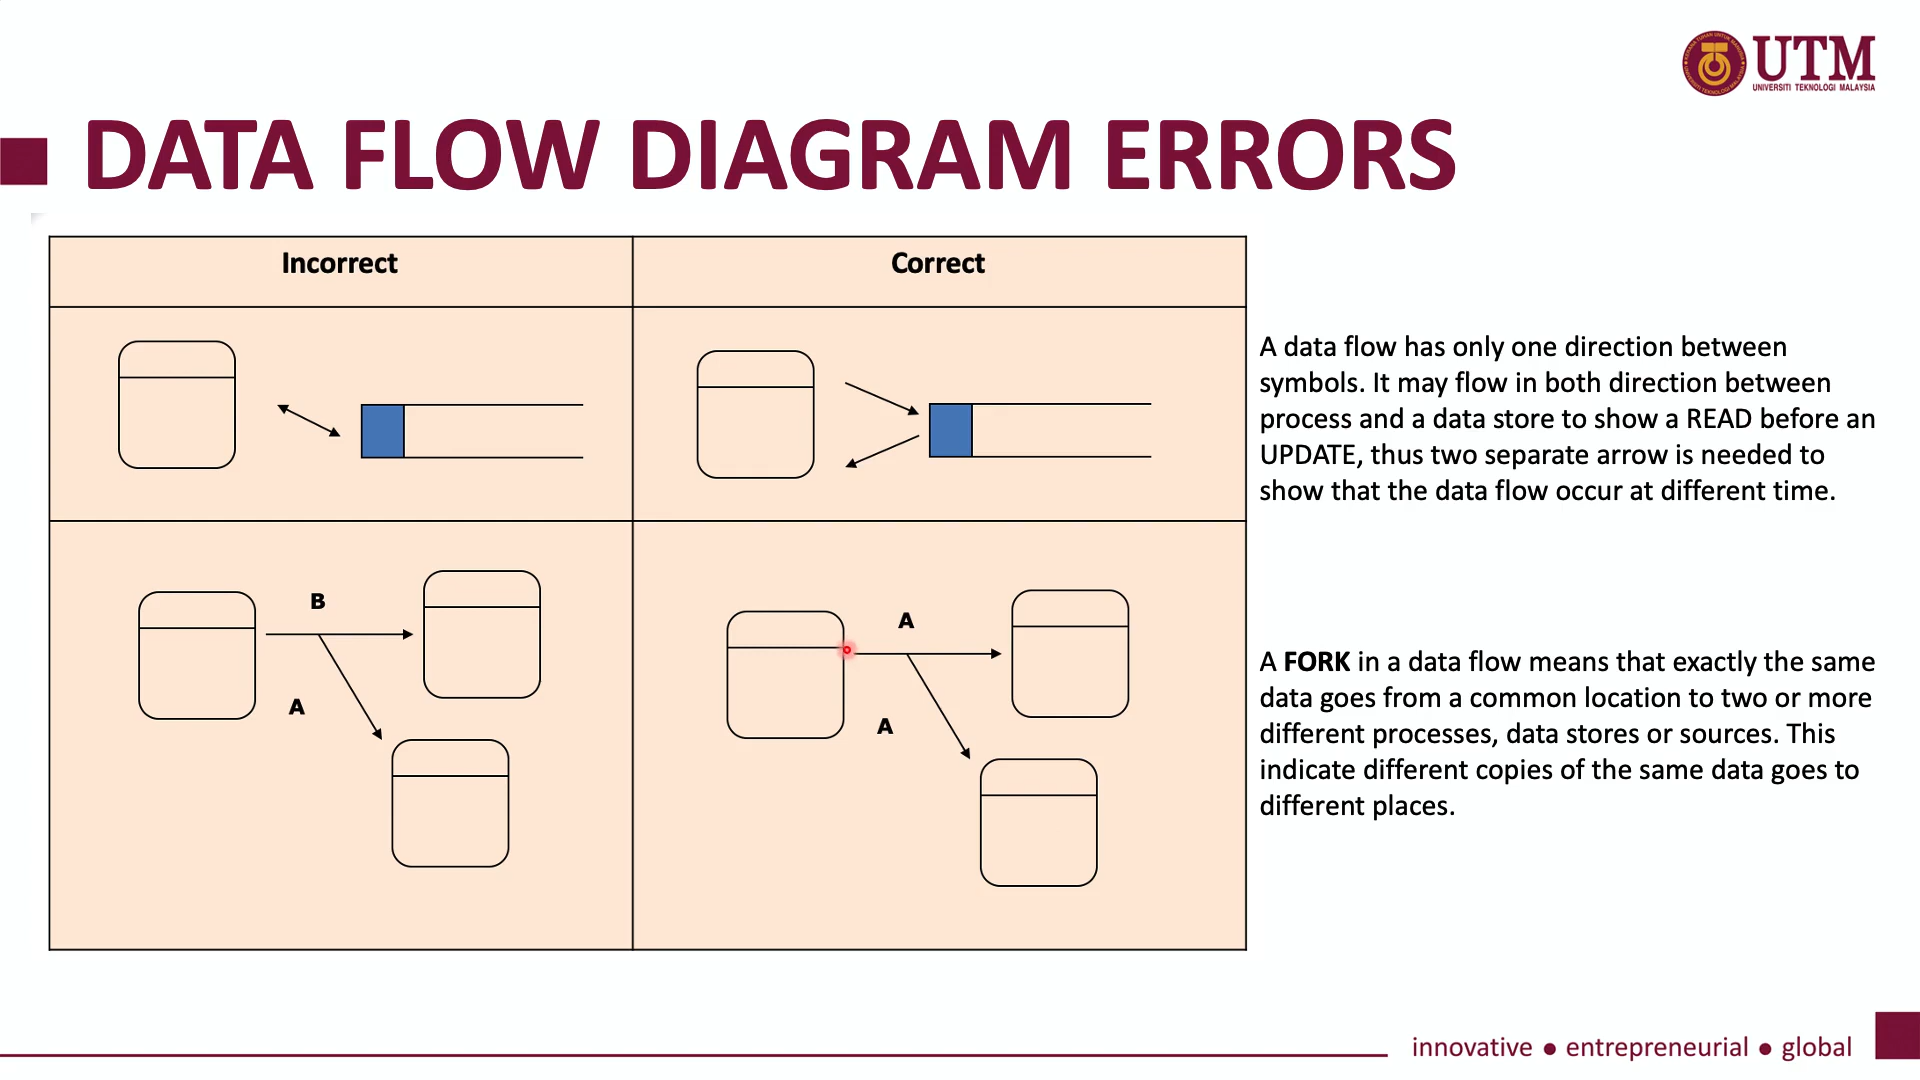 UTM
UNIVERSITI TEKNOLOGI MALAYSIA
DATA FLOW DIAGRAM ERRORS
Incorrect
Correct
A data flow has only one direction between
symbols. It may flow in both direction between
process and a data store to show a READ before an
UPDATE, thus two separate arrow is needed to
show that the data flow occur at different time.
B
A
A
A
A FORK in a data flow means that exactly the same
data goes from a common location to two or more
different processes, data stores or sources. This
indicate different copies of the same data goes to
different places.
innovative ● entrepreneurial ● global